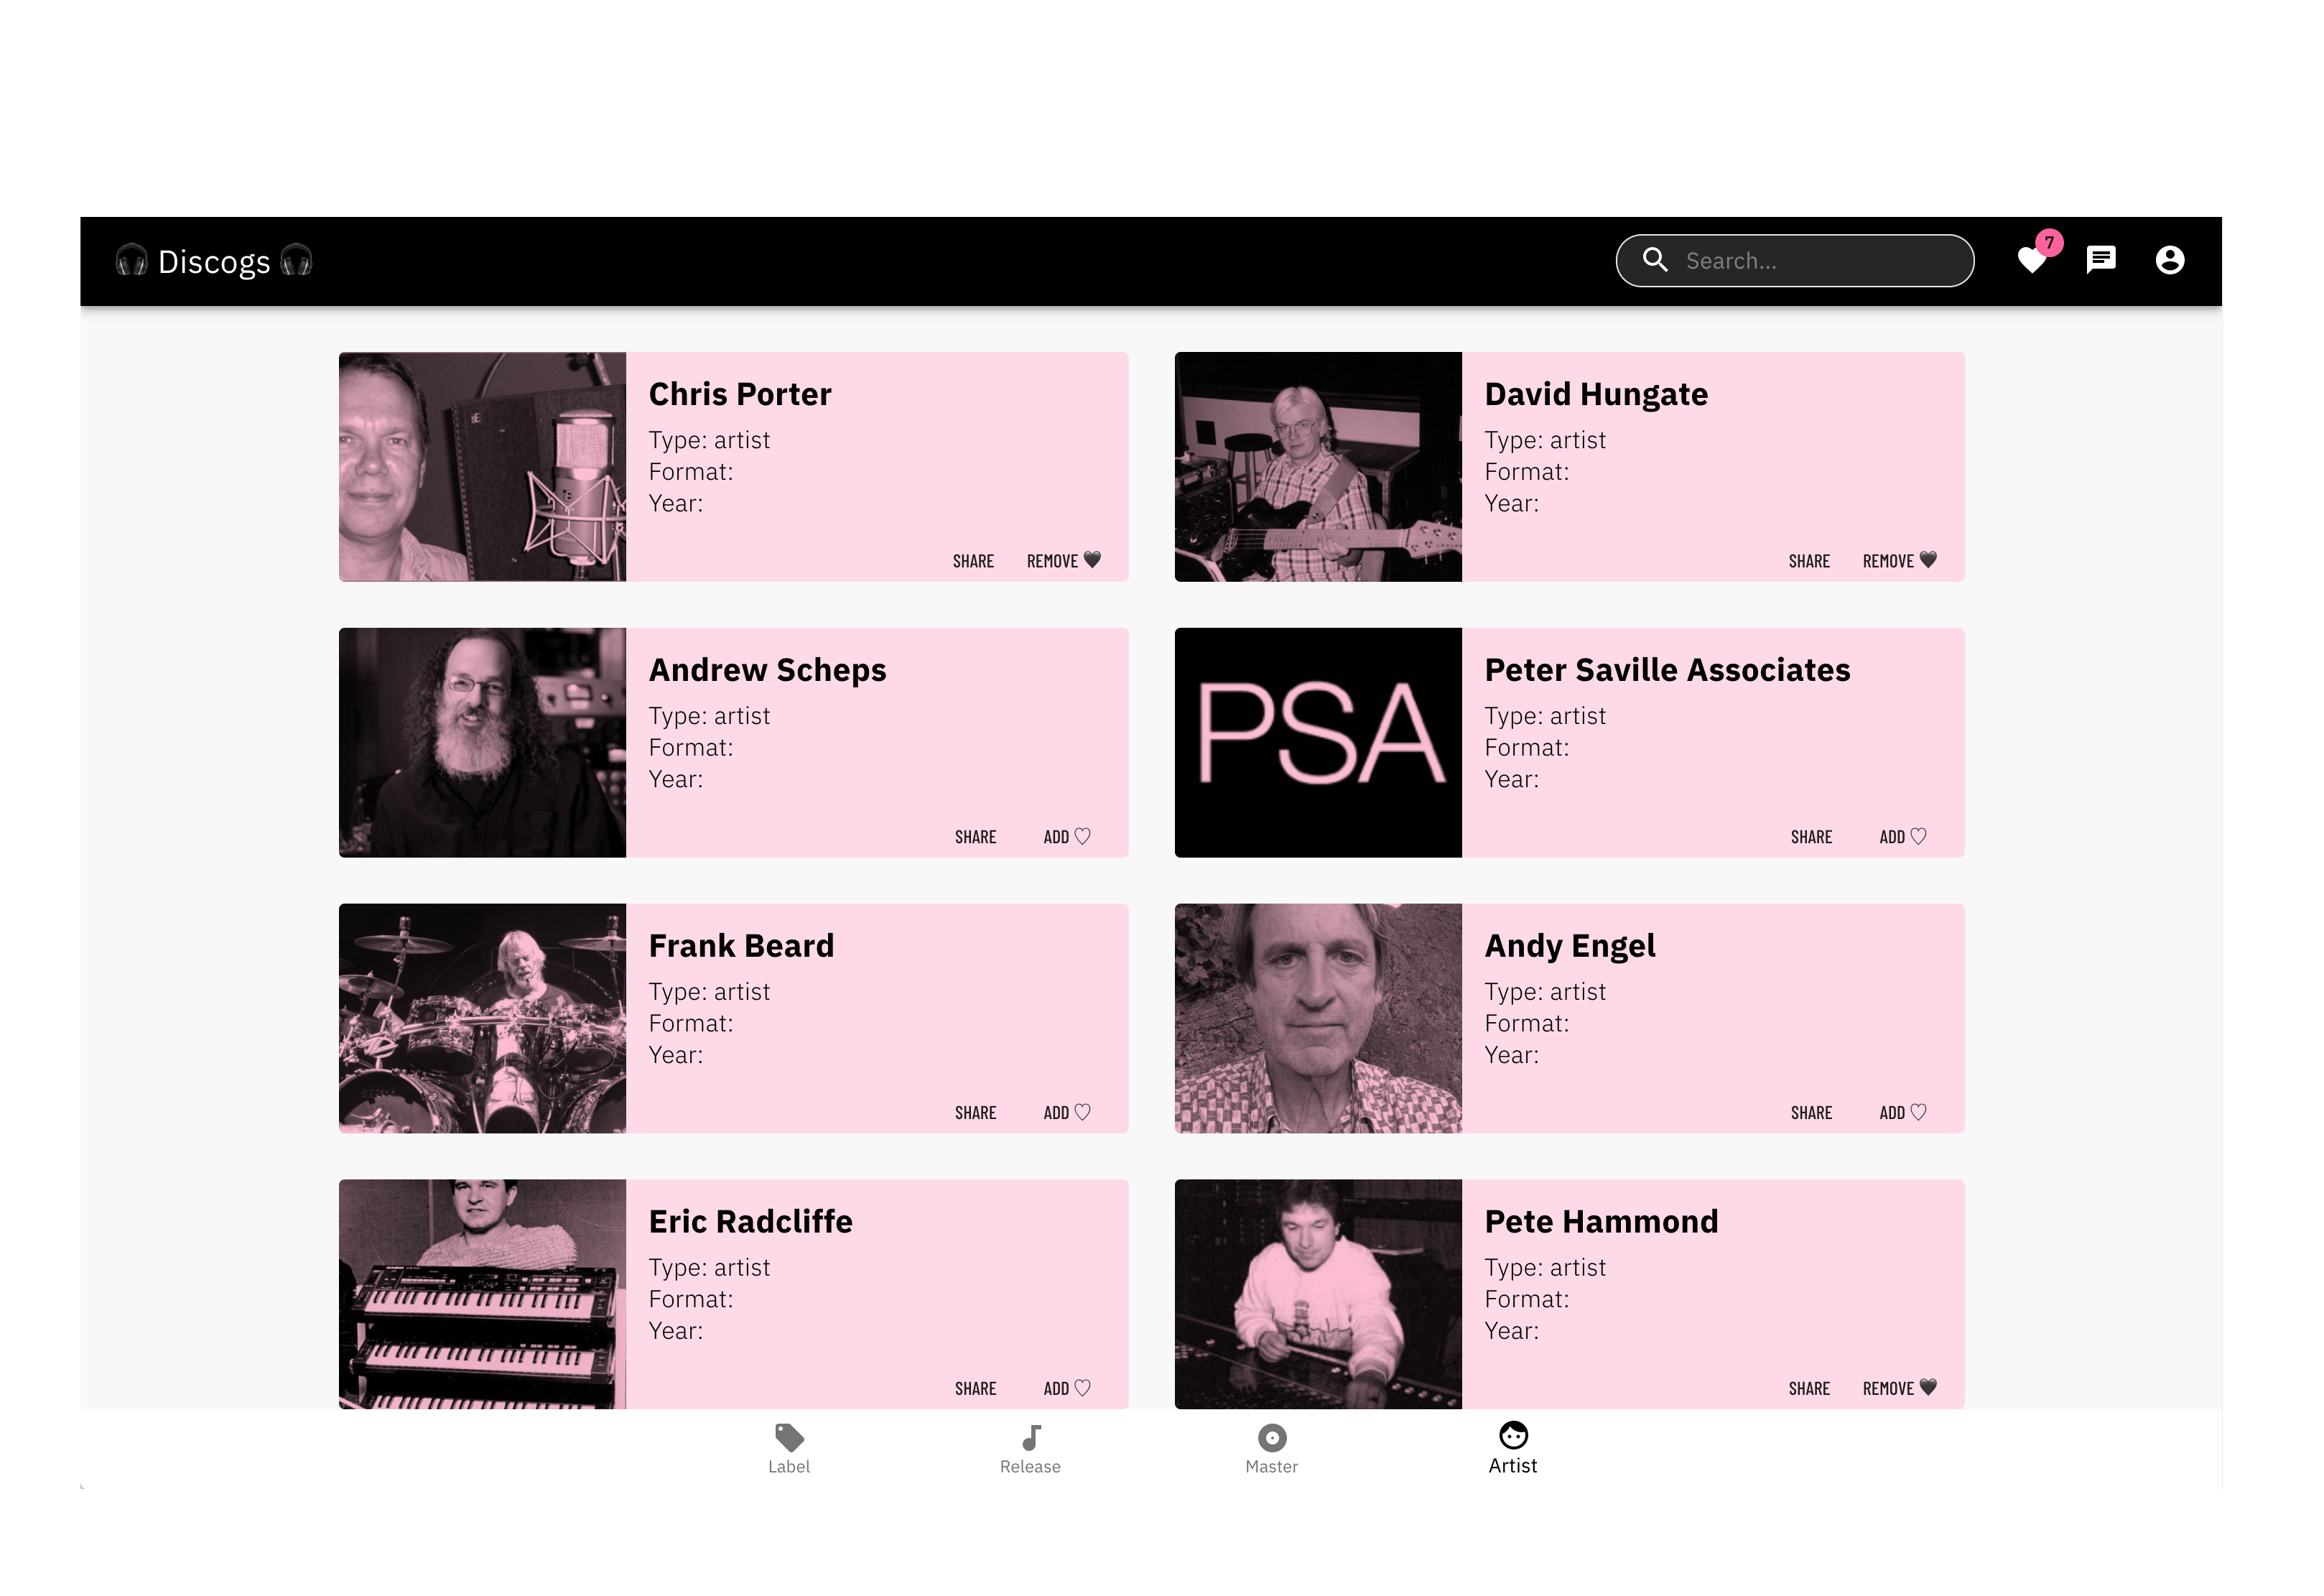 🎧 Discogs 🎧
Search...
7
Chris Porter
Type: artist
Format:
Year:
SHARE REMOVE 🖤
David Hungate
Type: artist
Format:
Year:
SHARE REMOVE 🖤
Andrew Scheps
Type: artist
Format:
Year:
SHARE ADD ♡
PSA
Peter Saville Associates
Type: artist
Format:
Year:
SHARE ADD ♡
Frank Beard
Type: artist
Format:
Year:
SHARE ADD ♡
Andy Engel
Type: artist
Format:
Year:
SHARE ADD ♡
Eric Radcliffe
Type: artist
Format:
Year:
SHARE ADD ♡
Pete Hammond
Type: artist
Format:
Year:
SHARE REMOVE 🖤
Label
Release
Master
Artist